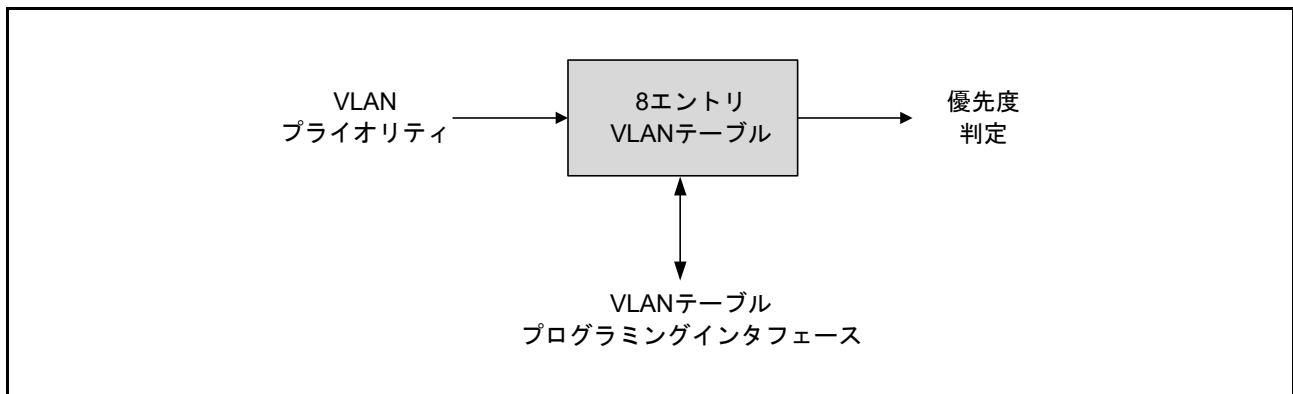 VLAN
プライオリティ
8エントリ
VLANテーブル
優先度
判定
VLANテーブル
プログラミングインタフェース